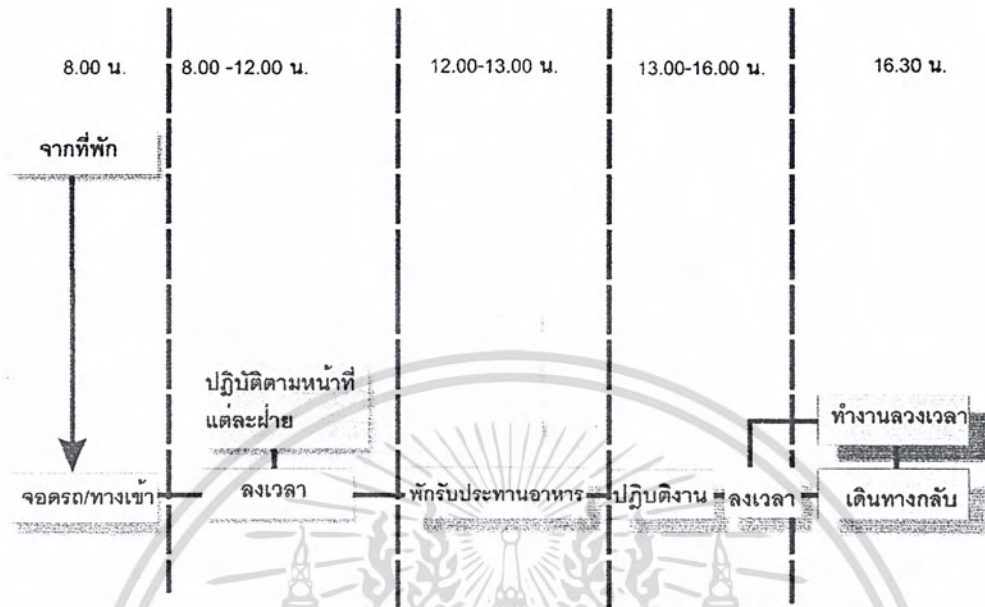 8.00 น.
8.00 -12.00 น.
12.00-13.00 น.
13.00-16.00 น.
16.30 น.
จากที่พัก
ปฎิบัติตามหน้าที่
แต่ละฝ่าย
ทำงานลวงเวลา
จอดรถ/ทางเข้า
ลงเวลา
พักรับประทานอาหาร
ปฎิบติงาน
ลงเวลา
เดินทางกลับ